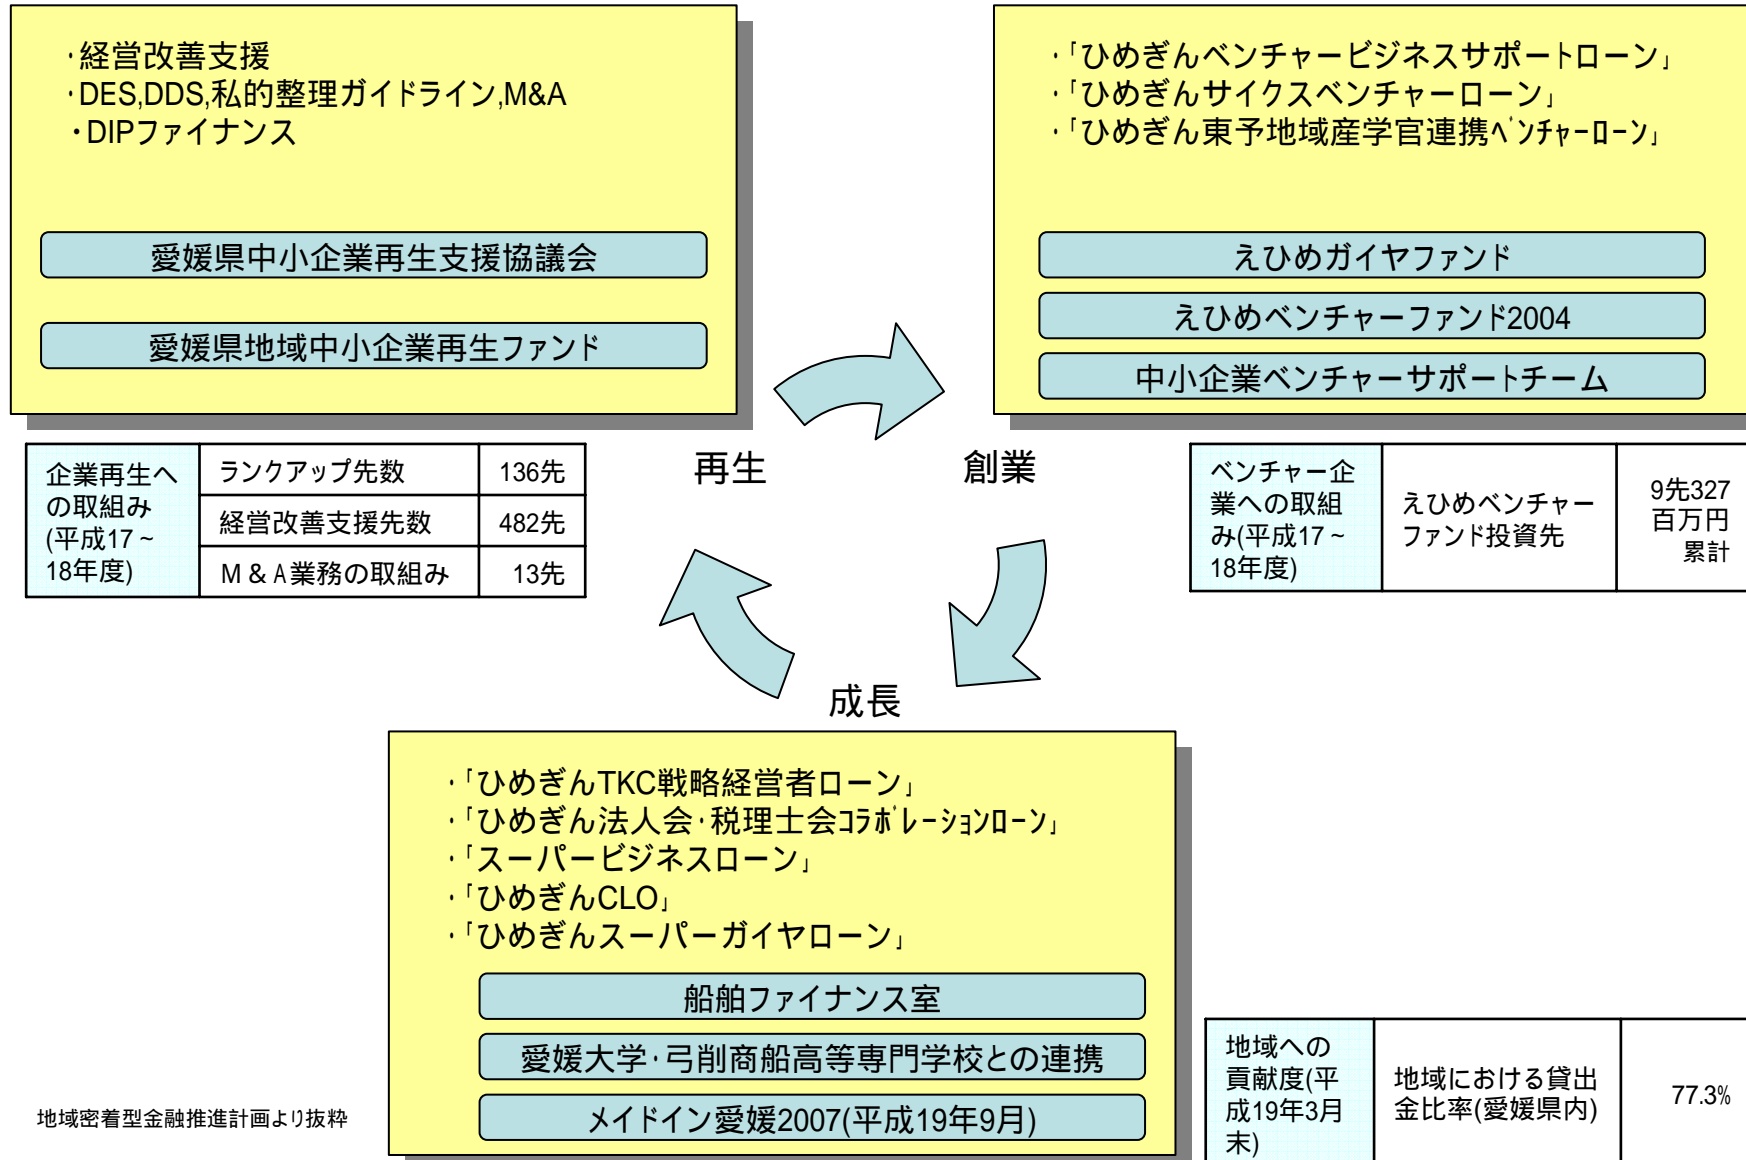 ・経営改善支援
・DES,DDS,私的整理ガイドライン,M&A
・DIPファイナンス
愛媛県中小企業再生支援協議会
愛媛県地域中小企業再生ファンド
・「ひめぎんベンチャービジネスサポートローン」
・「ひめぎんサイクスベンチャーローン」
・「ひめぎん東予地域産学官連携ﾍﾞﾝﾁｬｰﾛｰﾝ」
えひめガイヤファンド
えひめベンチャーファンド2004
中小企業ベンチャーサポートチーム
企業再生へ
の取組み
(平成17～
18年度)
ランクアップ先数
136先
経営改善支援先数
482先
M&A業務の取組み
13先
再生
創業
ベンチャー企
業への取組
み(平成17～
18年度)
えひめベンチャー
ファンド投資先
9先327
百万円
累計
成長
・「ひめぎんTKC戦略経営者ローン」
・「ひめぎん法人会・税理士会ｺﾗﾎﾞﾚｰｼｮﾝﾛｰﾝ」
・「スーパービジネスローン」
・「ひめぎんCLO」
・「ひめぎんスーパーガイヤローン」
船舶ファイナンス室
愛媛大学・弓削商船高等専門学校との連携
メイドイン愛媛2007(平成19年9月)
地域への
貢献度(平
成19年3月
末)
地域における貸出
金比率(愛媛県内)
77.3%
地域密着型金融推進計画より抜粋